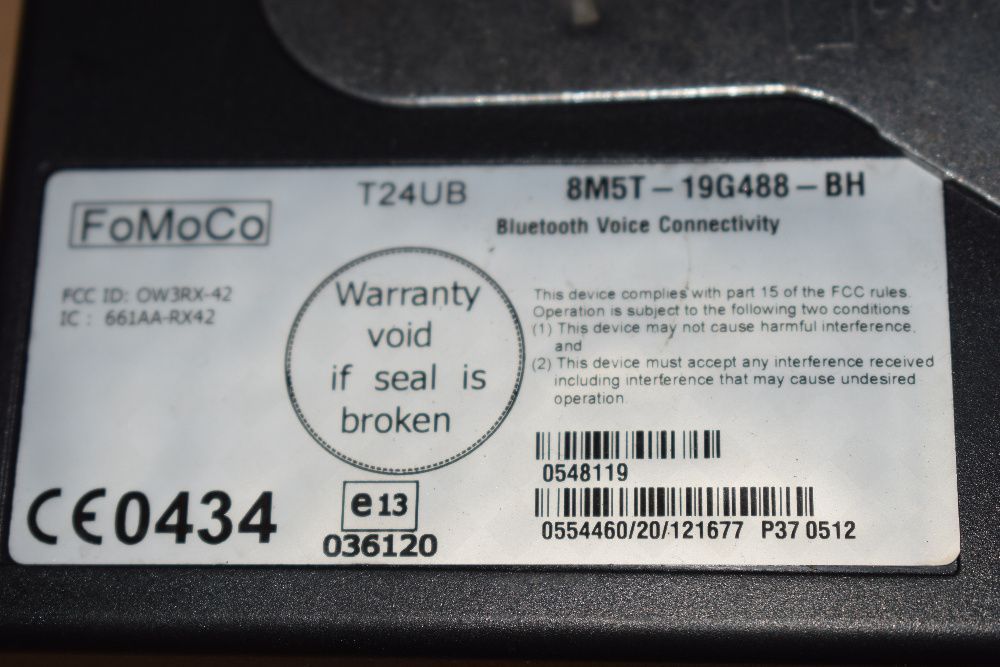 T24UB
8M5T-19G488-BH
FoMoCo
Bluetooth Voice Connectivity
FCC ID: OW3RX-42
IC : 661AA-RX42
Warranty
void
if seal is
broken
This device complies with part 15 of the FCC rules.
Operation is subject to the following two conditions
(1) This device may not cause harmful interference,
and
(2) This device must accept any interference received
including interference that may cause undesired
operation.
0548119
0554460/20/121677 P37 0512
CE0434
e13
036120